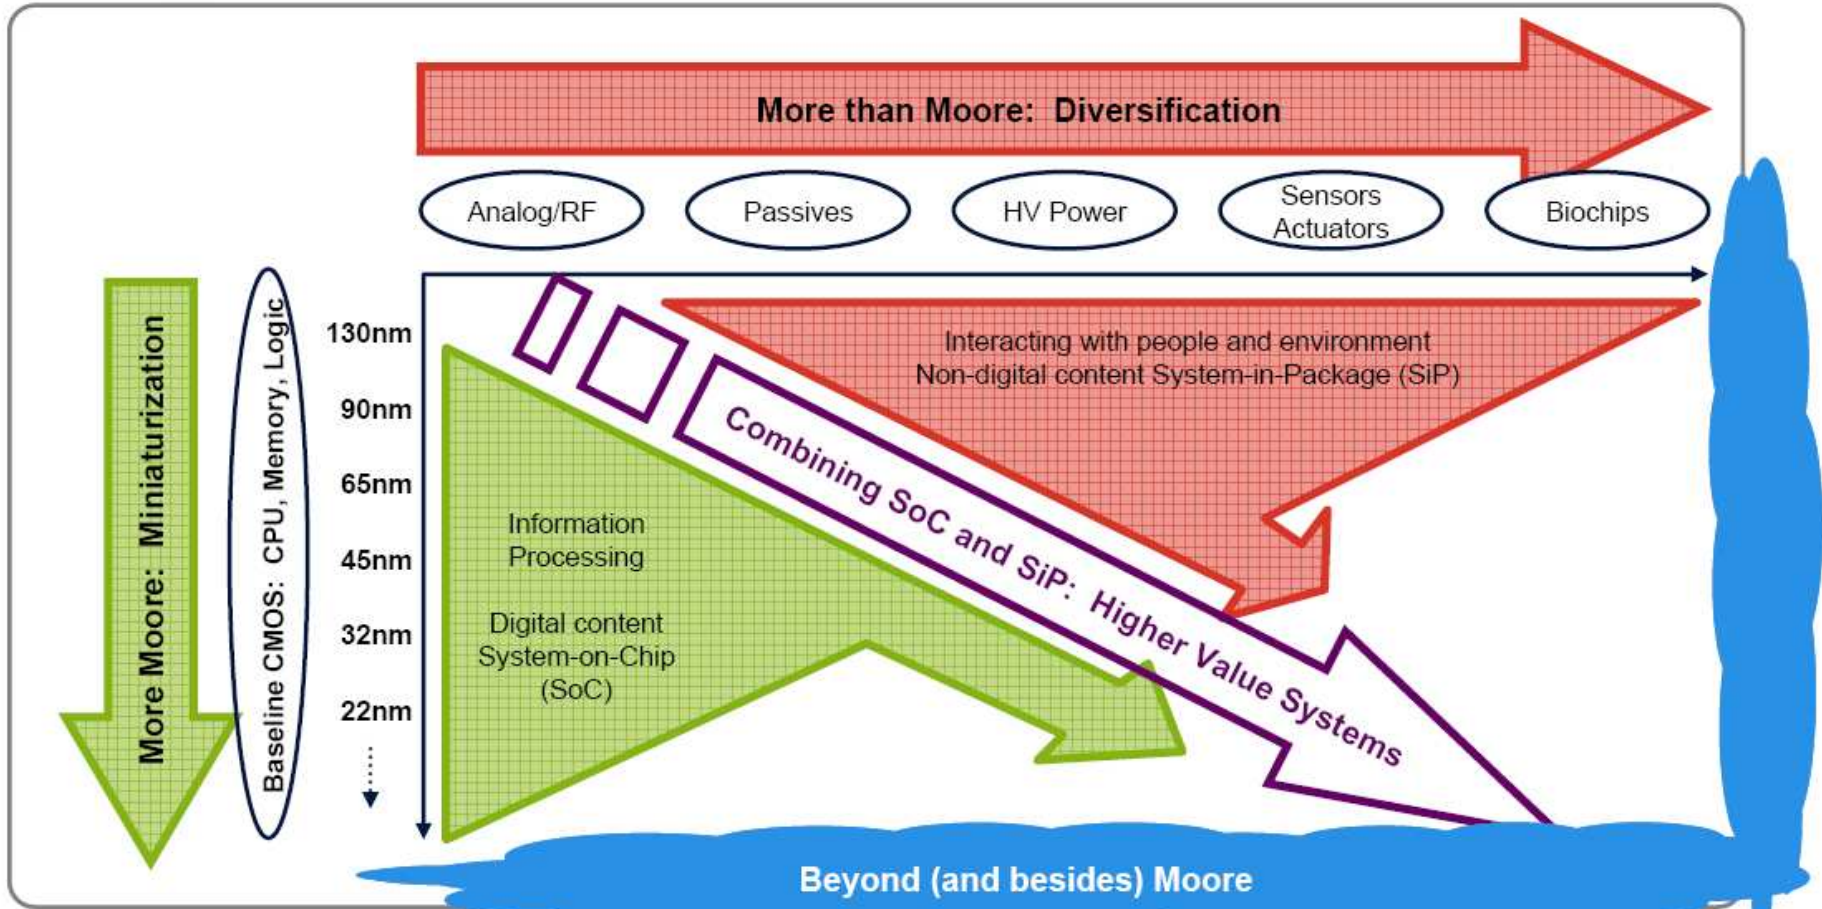 More than Moore: Diversification
Analog/RF
Passives
HV Power
Sensors
Actuators
Biochips
More Moore: Miniaturization
Baseline CMOS: CPU, Memory, Logic
130nm
90nm
65nm
45nm
32nm
22nm
Interacting with people and environment
Non-digital content System-in-Package (SiP)
Combining SoC and SiP: Higher Value Systems
Information
Processing
Digital content
System-on-Chip
(SoC)
Beyond (and besides) Moore